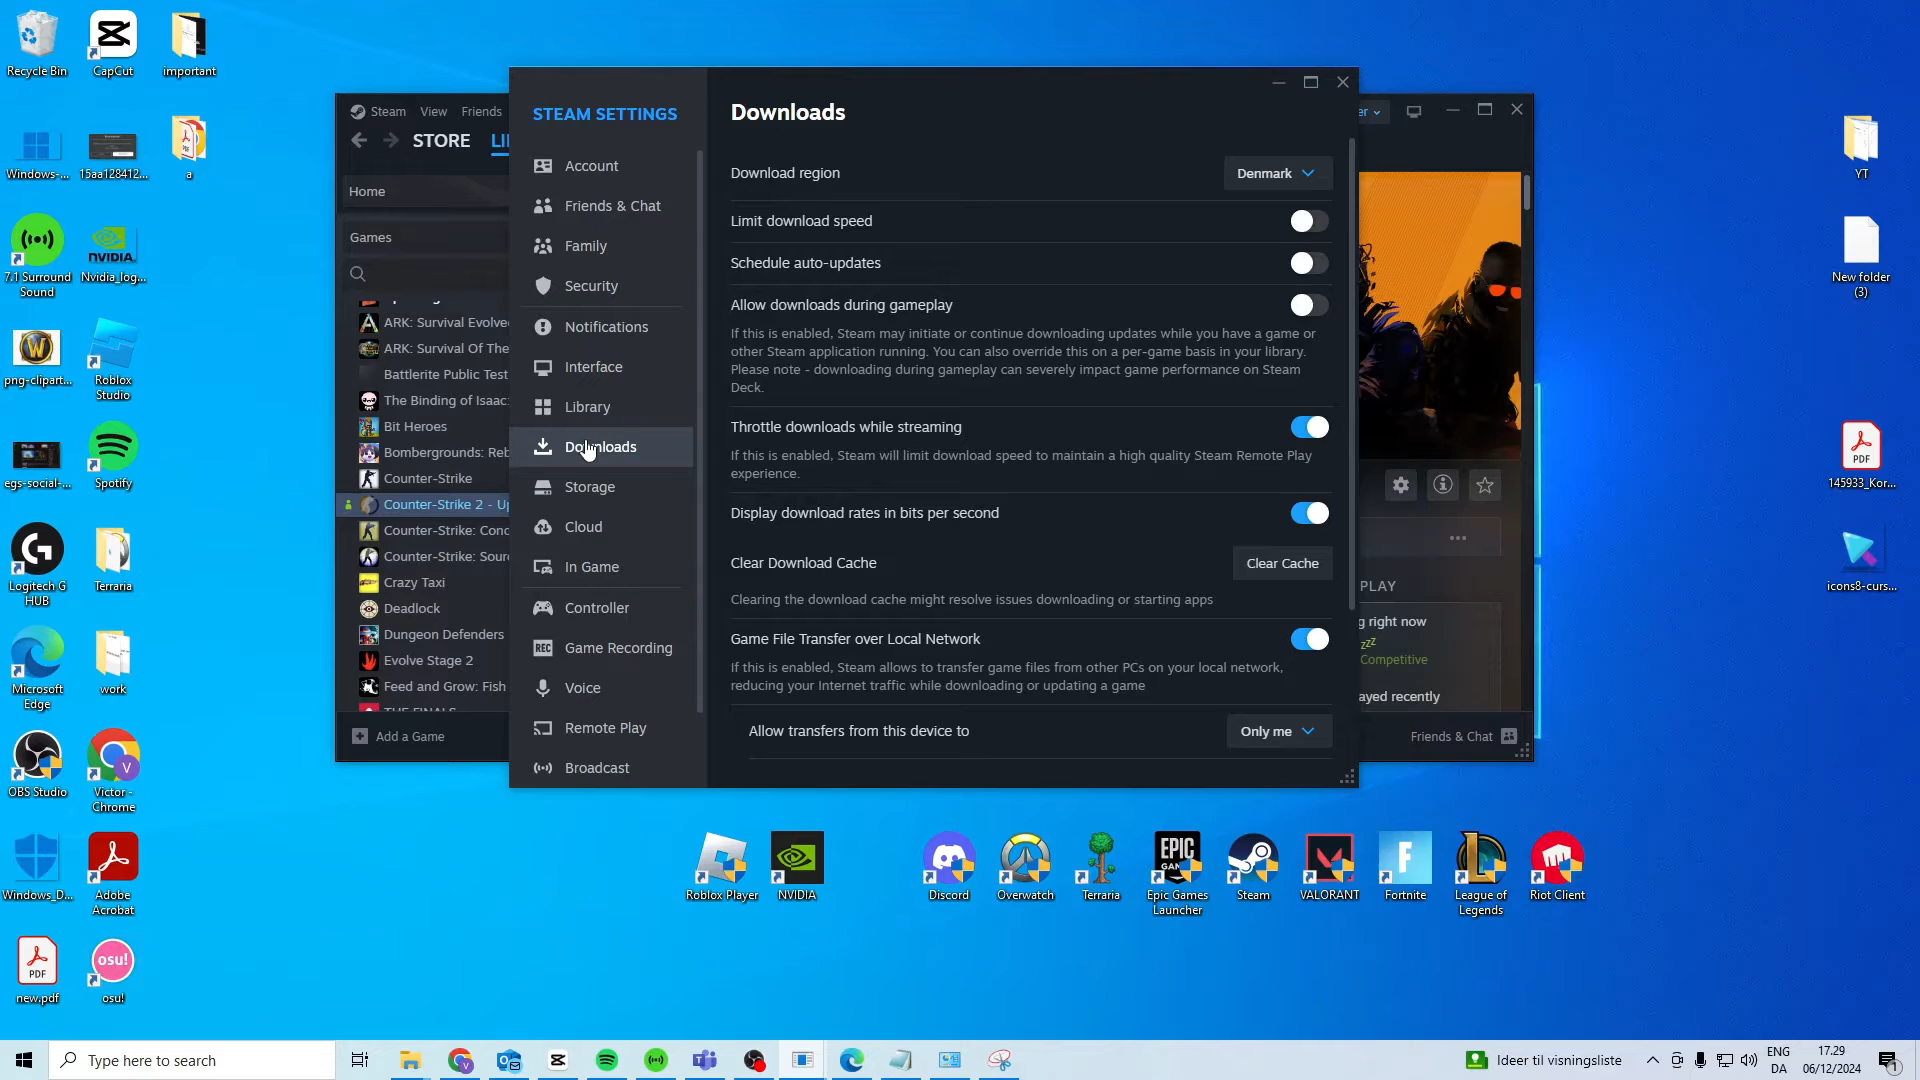 Recycle Bin
CapCut
important
Windows-...
15aa128412...
a
7.1 Surround
Sound
NVIDIA.
Nvidia_log...
png-clipart...
Roblox
Studio
egs-social-...
Spotify
Logitech G
HUB
Terraria
Microsoft
Edge
work
OBS Studio
V
Victor -
Chrome
Windows_D...
Adobe
Acrobat
PDF
new.pdf
osu!
osu!
Steam View Friends
STORE
Home
Games
ARK: Survival Evolve
ARK: Survival Of The
Battlerite Public Test
The Binding of Isaac:
Bit Heroes
Bombergrounds: Reb
Counter-Strike
Counter-Strike 2 - Up
Counter-Strike: Conc
Counter-Strike: Sour
Crazy Taxi
Deadlock
Dungeon Defenders
Evolve Stage 2
Feed and Grow: Fish
THE FINALS
Add a Game
STEAM SETTINGS
Account
Friends & Chat
Family
Security
Notifications
Interface
Library
Downloads
Storage
Cloud
In Game
Controller
REC Game Recording
Voice
Remote Play
Broadcast
Downloads
Download region
Denmark
Limit download speed
Schedule auto-updates
Allow downloads during gameplay
If this is enabled, Steam may initiate or continue downloading updates while you have a game or
other Steam application running. You can also override this on a per-game basis in your library.
Please note - downloading during gameplay can severely impact game performance on Steam
Deck.
Throttle downloads while streaming
If this is enabled, Steam will limit download speed to maintain a high quality Steam Remote Play
experience.
Display download rates in bits per second
Clear Download Cache
Clear Cache
Clearing the download cache might resolve issues downloading or starting apps
Game File Transfer over Local Network
If this is enabled, Steam allows to transfer game files from other PCs on your local network,
reducing your Internet traffic while downloading or updating a game
Allow transfers from this device to
Only me
er
PLAY
g right now
zzZ
Competitive
ayed recently
Friends & Chat
YT
New folder
(3)
PDF
145933_Kor...
icons8-curs...
Roblox Player
NVIDIA
Discord
Overwatch
Terraria
EPIC
GAMES
Epic Games
Launcher
Steam
VALORANT
Fortnite
League of
Legends
Riot Client
Type here to search
V
Ideer til visningsliste
ENG
DA
17.29
06/12/2024
1